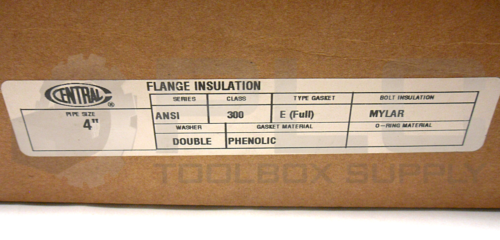 CENTRAL®
FLANGE INSULATION
PIPE SIZE
4"
SERIES CLASS TYPE GASKET BOLT INSULATION
ANSI 300 E (Full) MYLAR
WASHER GASKET MATERIAL O-RING MATERIAL
DOUBLE PHENOLIC
TOOLBOX SUPPLY